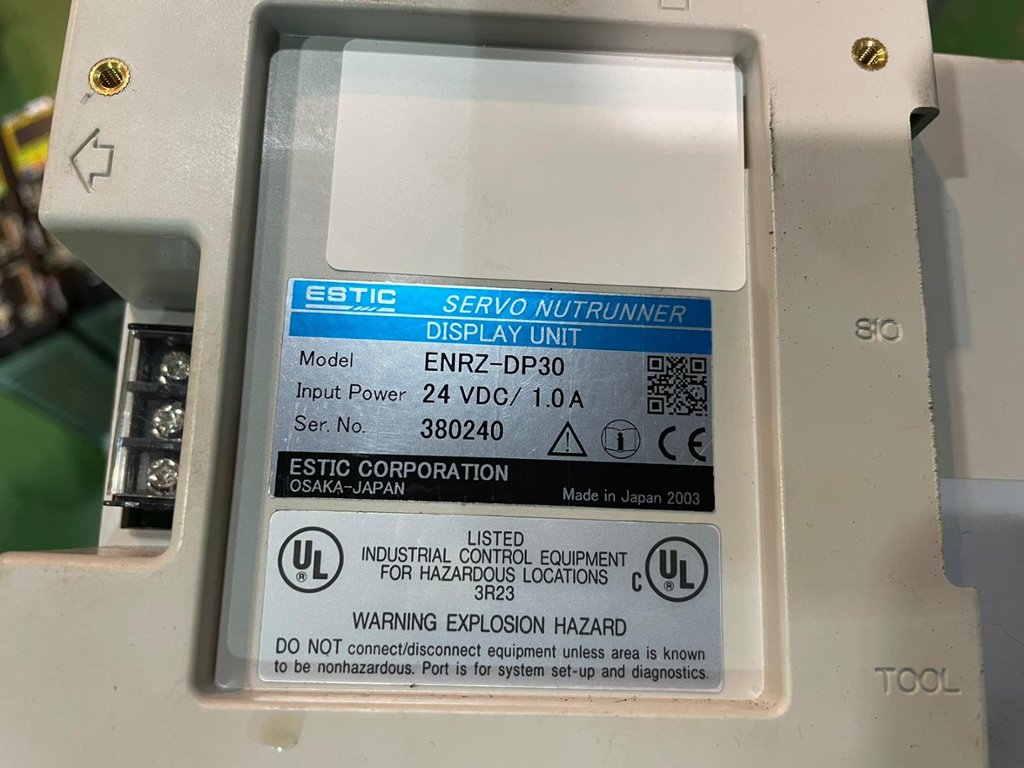 ESTIC SERVO NUTRUNNER
DISPLAY UNIT
Model ENRZ-DP30
Input Power 24 VDC/ 1.0 A
Ser. No. 380240
CE
ESTIC CORPORATION
OSAKA-JAPAN
Made in Japan 2003
SIO
UL
®
LISTED
INDUSTRIAL CONTROL EQUIPMENT
FOR HAZARDOUS LOCATIONS
3R23
C UL
®
WARNING EXPLOSION HAZARD
DO NOT connect/disconnect equipment unless area is known
to be nonhazardous. Port is for system set-up and diagnostics.
TOOL